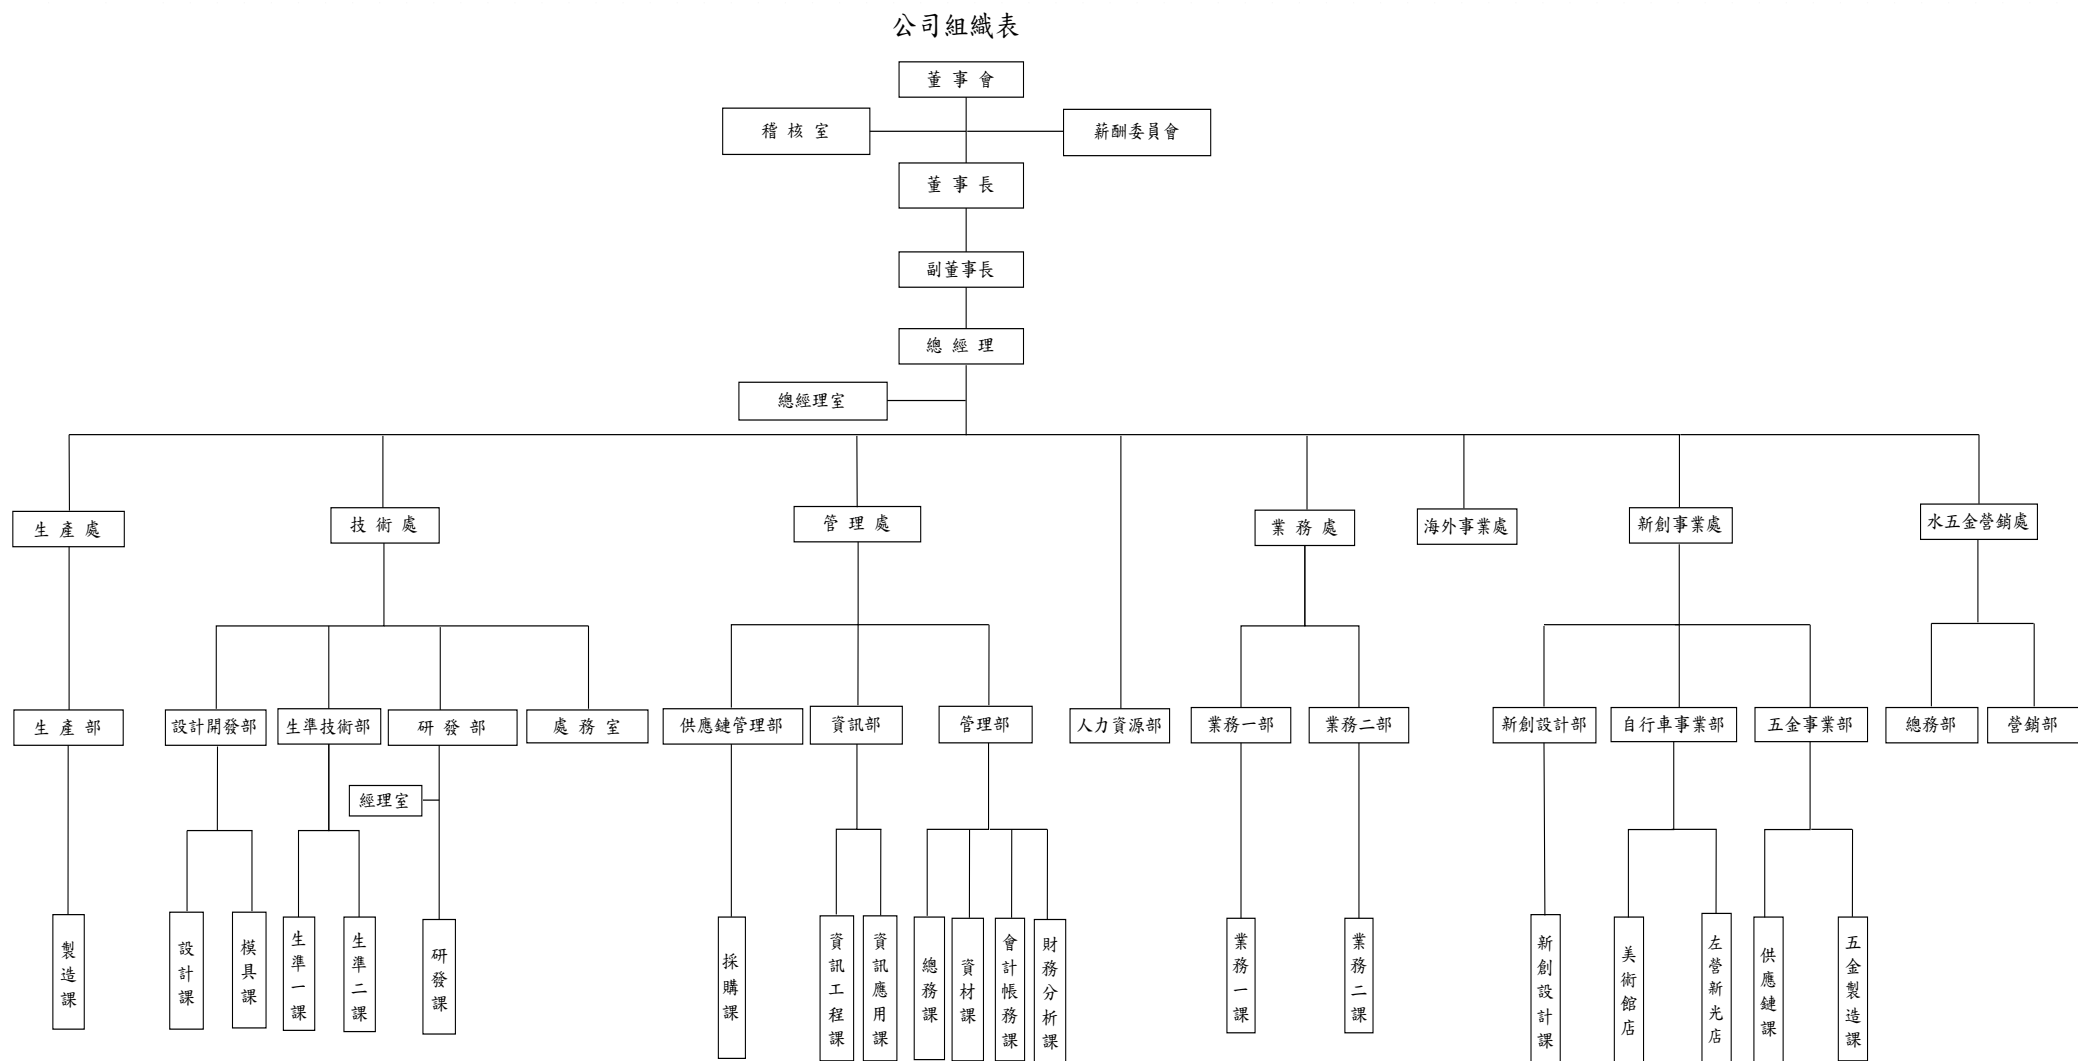 公司組織表
董事會
稽核室
薪酬委員會
董事長
副董事長
總經理
總經理室
生產處
技術處
管理處
業務處
海外事業處
新創事業處
水五金營銷處
生產部
設計開發部
生準技術部
研發部
處務室
供應鏈管理部
資訊部
管理部
人力資源部
業務一部
業務二部
新創設計部
自行車事業部
五金事業部
總務部
營銷部
經理室
製造課
設計課
模具課
生準一課
生準二課
研發課
採購課
資訊工程課
資訊應用課
總務課
資材課
會計帳務課
財務分析課
業務一課
業務二課
新創設計課
美術館店
左營新光店
供應鏈課
五金製造課